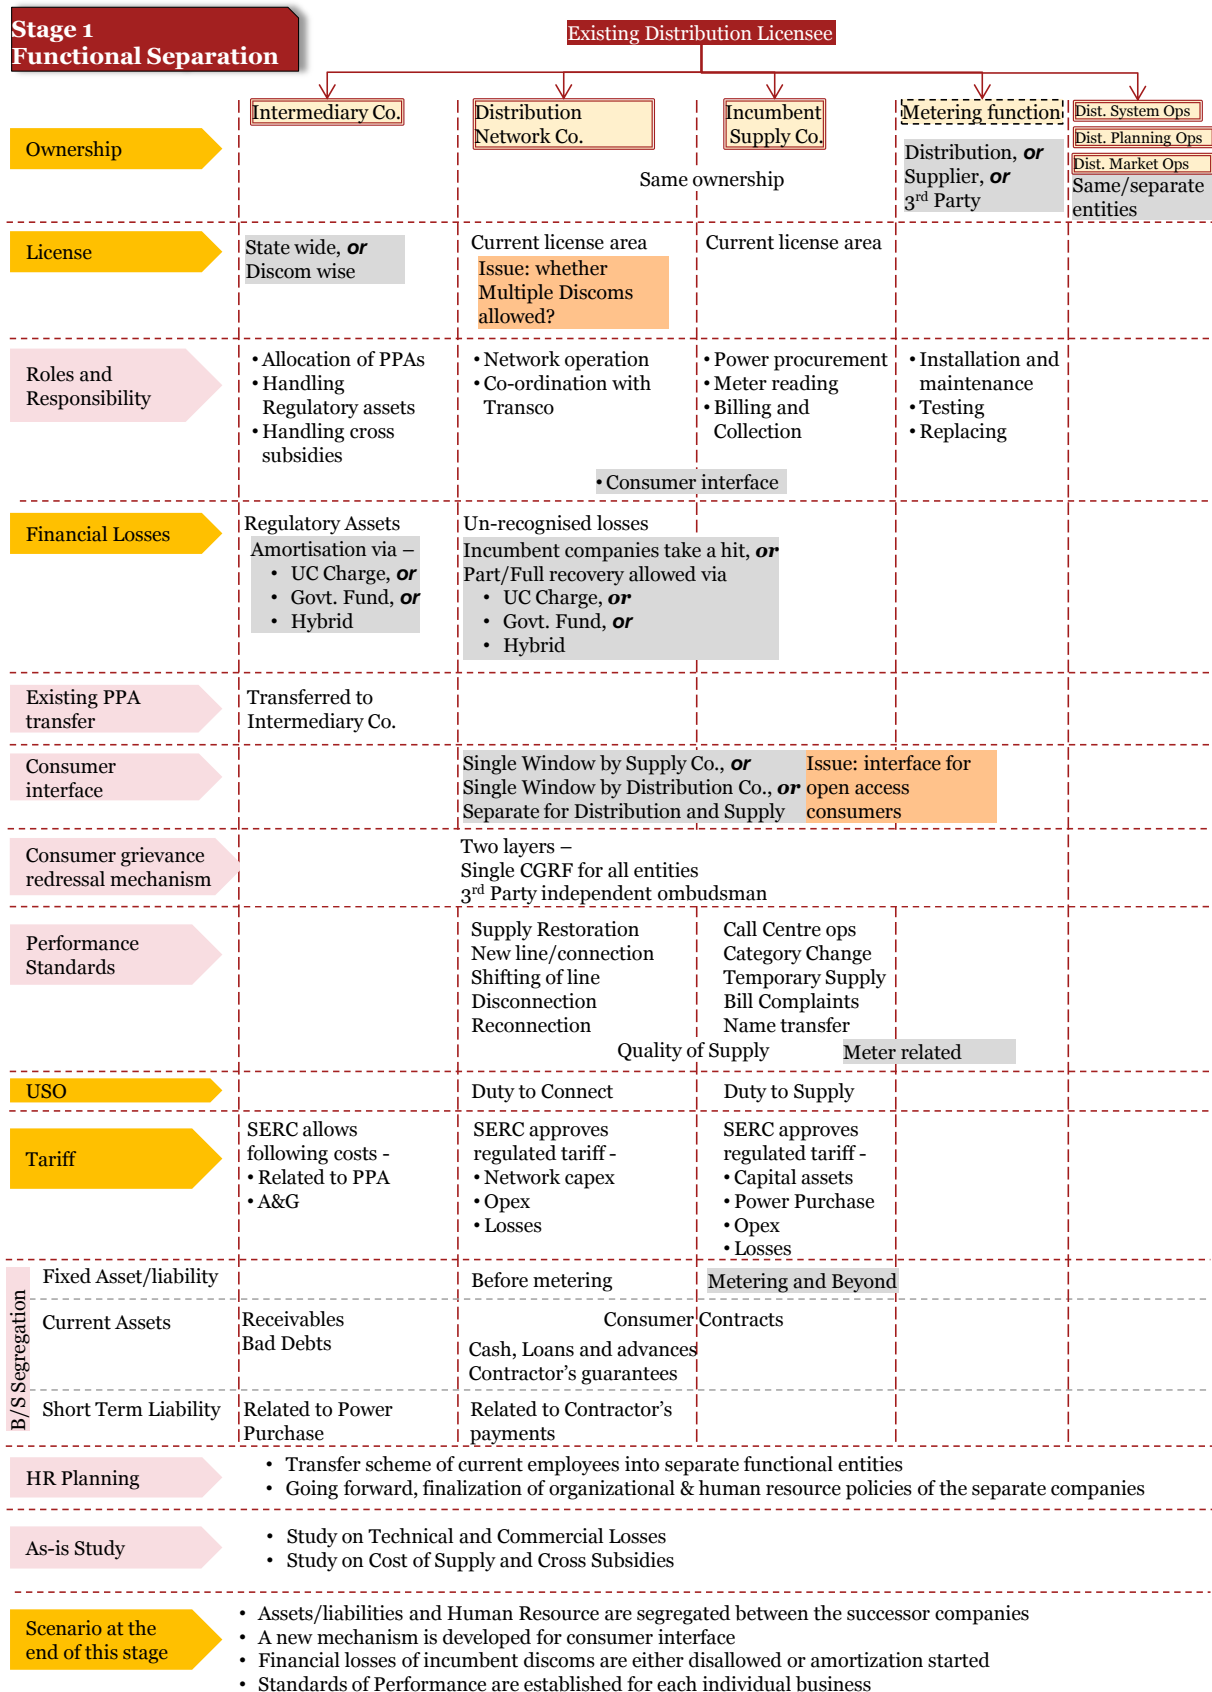 Stage 1
Functional Separation
Existing Distribution Licensee
Intermediary Co.
Distribution
Network Co.
Incumbent
Supply Co.
Metering function
Dist. System Ops
Dist. Planning Ops
Dist. Market Ops
Ownership
Same ownership
Distribution, or
Supplier, or
3rd Party
Same/separate
entities
License
State wide, or
Discom wise
Current license area
Issue: whether
Multiple Discoms
allowed?
Current license area
Roles and
Responsibility
• Allocation of PPAs
• Handling
Regulatory assets
• Handling cross
subsidies
• Network operation
• Co-ordination with
Transco
• Power procurement
• Meter reading
• Billing and
Collection
• Installation and
maintenance
• Testing
• Replacing
• Consumer interface
Financial Losses
Regulatory Assets
Amortisation via –
• UC Charge, or
• Govt. Fund, or
• Hybrid
Un-recognised losses
Incumbent companies take a hit, or
Part/Full recovery allowed via
• UC Charge, or
• Govt. Fund, or
• Hybrid
Existing PPA
transfer
Transferred to
Intermediary Co.
Consumer
interface
Single Window by Supply Co., or
Single Window by Distribution Co., or
Separate for Distribution and Supply
Issue: interface for
open access
consumers
Consumer grievance
redressal mechanism
Two layers –
Single CGRF for all entities
3rd Party independent ombudsman
Performance
Standards
Supply Restoration
New line/connection
Shifting of line
Disconnection
Reconnection
Call Centre ops
Category Change
Temporary Supply
Bill Complaints
Name transfer
Quality of Supply
Meter related
USO
Duty to Connect
Duty to Supply
Tariff
SERC allows
following costs -
• Related to PPA
• A&G
SERC approves
regulated tariff -
• Network capex
• Opex
• Losses
SERC approves
regulated tariff -
• Capital assets
• Power Purchase
• Opex
• Losses
B/S Segregation
Fixed Asset/liability
Before metering
Metering and Beyond
Current Assets
Receivables
Bad Debts
Consumer Contracts
Cash, Loans and advances
Contractor's guarantees
Short Term Liability
Related to Power
Purchase
Related to Contractor's
payments
HR Planning
• Transfer scheme of current employees into separate functional entities
• Going forward, finalization of organizational & human resource policies of the separate companies
As-is Study
• Study on Technical and Commercial Losses
• Study on Cost of Supply and Cross Subsidies
Scenario at the
end of this stage
• Assets/liabilities and Human Resource are segregated between the successor companies
• A new mechanism is developed for consumer interface
• Financial losses of incumbent discoms are either disallowed or amortization started
• Standards of Performance are established for each individual business